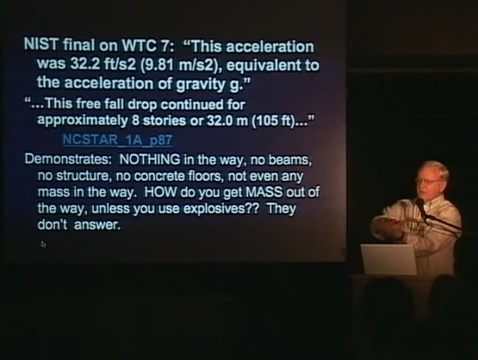 NIST final on WTC 7: “This acceleration
was 32.2 ft/s2 (9.81 m/s2), equivalent to
the acceleration of gravity g.”
“…This free fall drop continued for
approximately 8 stories or 32.0 m (105 ft)…”
NCSTAR_1A_p87
Demonstrates: NOTHING in the way, no beams,
no structure, no concrete floors, not even any
mass in the way. HOW do you get MASS out of
the way, unless you use explosives?? They
don't answer.